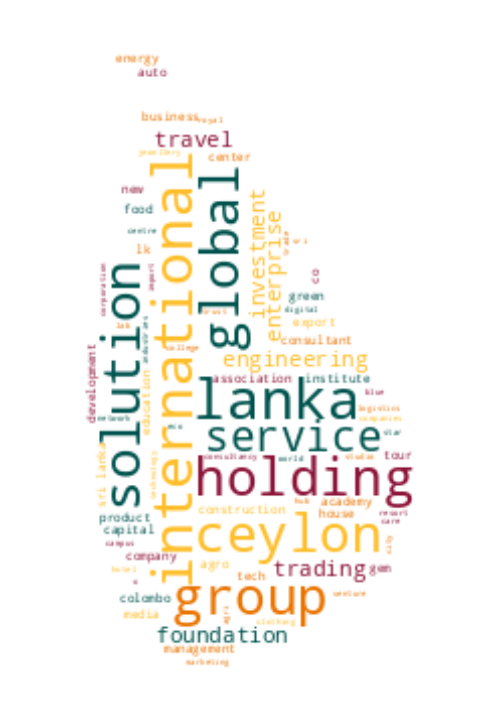 energy
auto
business
royal
travel
jewellery
center
new
food
centre
lk
international
global
investment
enterprise
trade
co
green
digital
export
corporation
import
solution
trust
lab
industries
college
consultant
engineering
development
education
association
institute
blue
lanka
logistics
companies
network
eco
service
star
sri lanka
technology
consultancy
world
studio
tour
holding
hub
academy
construction
house
resort
care
product
capital
campus
ceylon
city
company
hotel
agro
tech
trading
gem
colombo
group
venture
media
agri
clothing
foundation
management
marketing